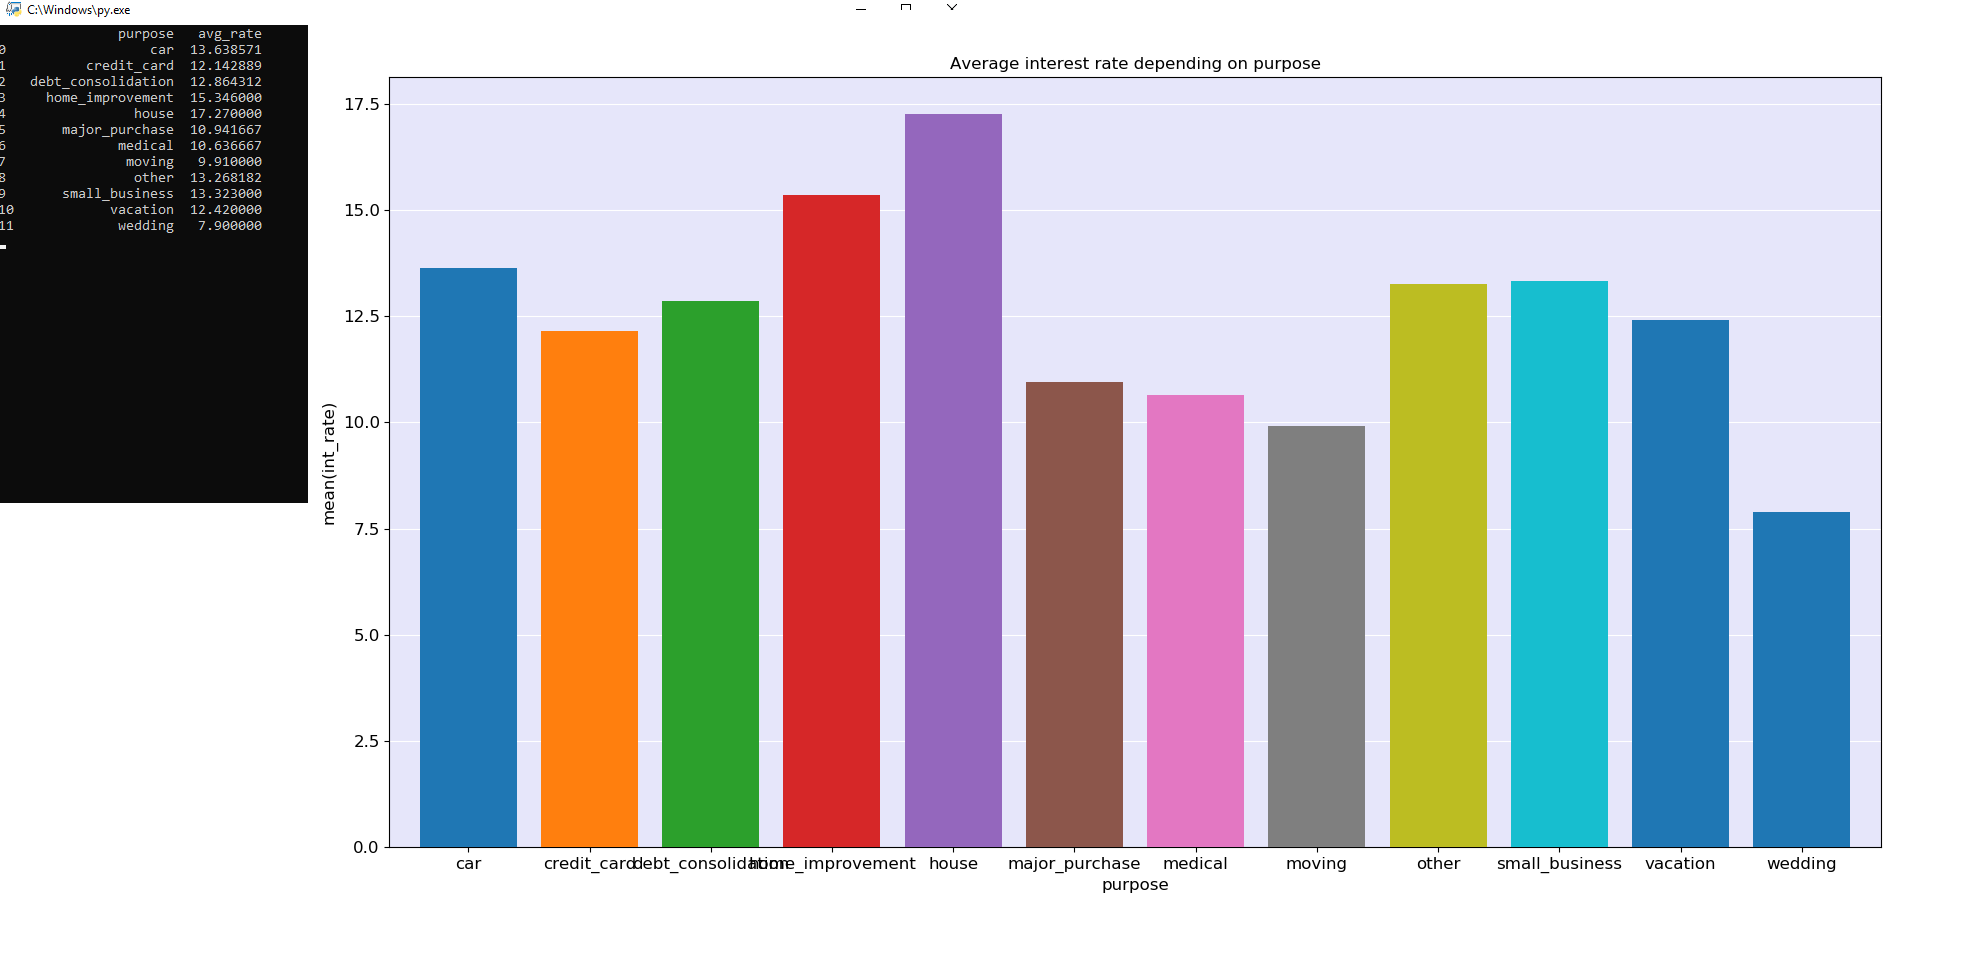 C:\Windows\py.exe
purpose avg_rate
0 car 13.638571
1 credit_card 12.142889
2 debt_consolidation 12.864312
3 home_improvement 15.346000
4 house 17.270000
5 major_purchase 10.941667
6 medical 10.636667
7 moving 9.910000
8 other 13.268182
9 small_business 13.323000
10 vacation 12.420000
11 wedding 7.900000
Average interest rate depending on purpose
17.5
15.0
12.5
10.0
7.5
5.0
2.5
0.0
mean(int_rate)
car credit_card debt_consolidation home_improvement house major_purchase medical moving other small_business vacation wedding
purpose